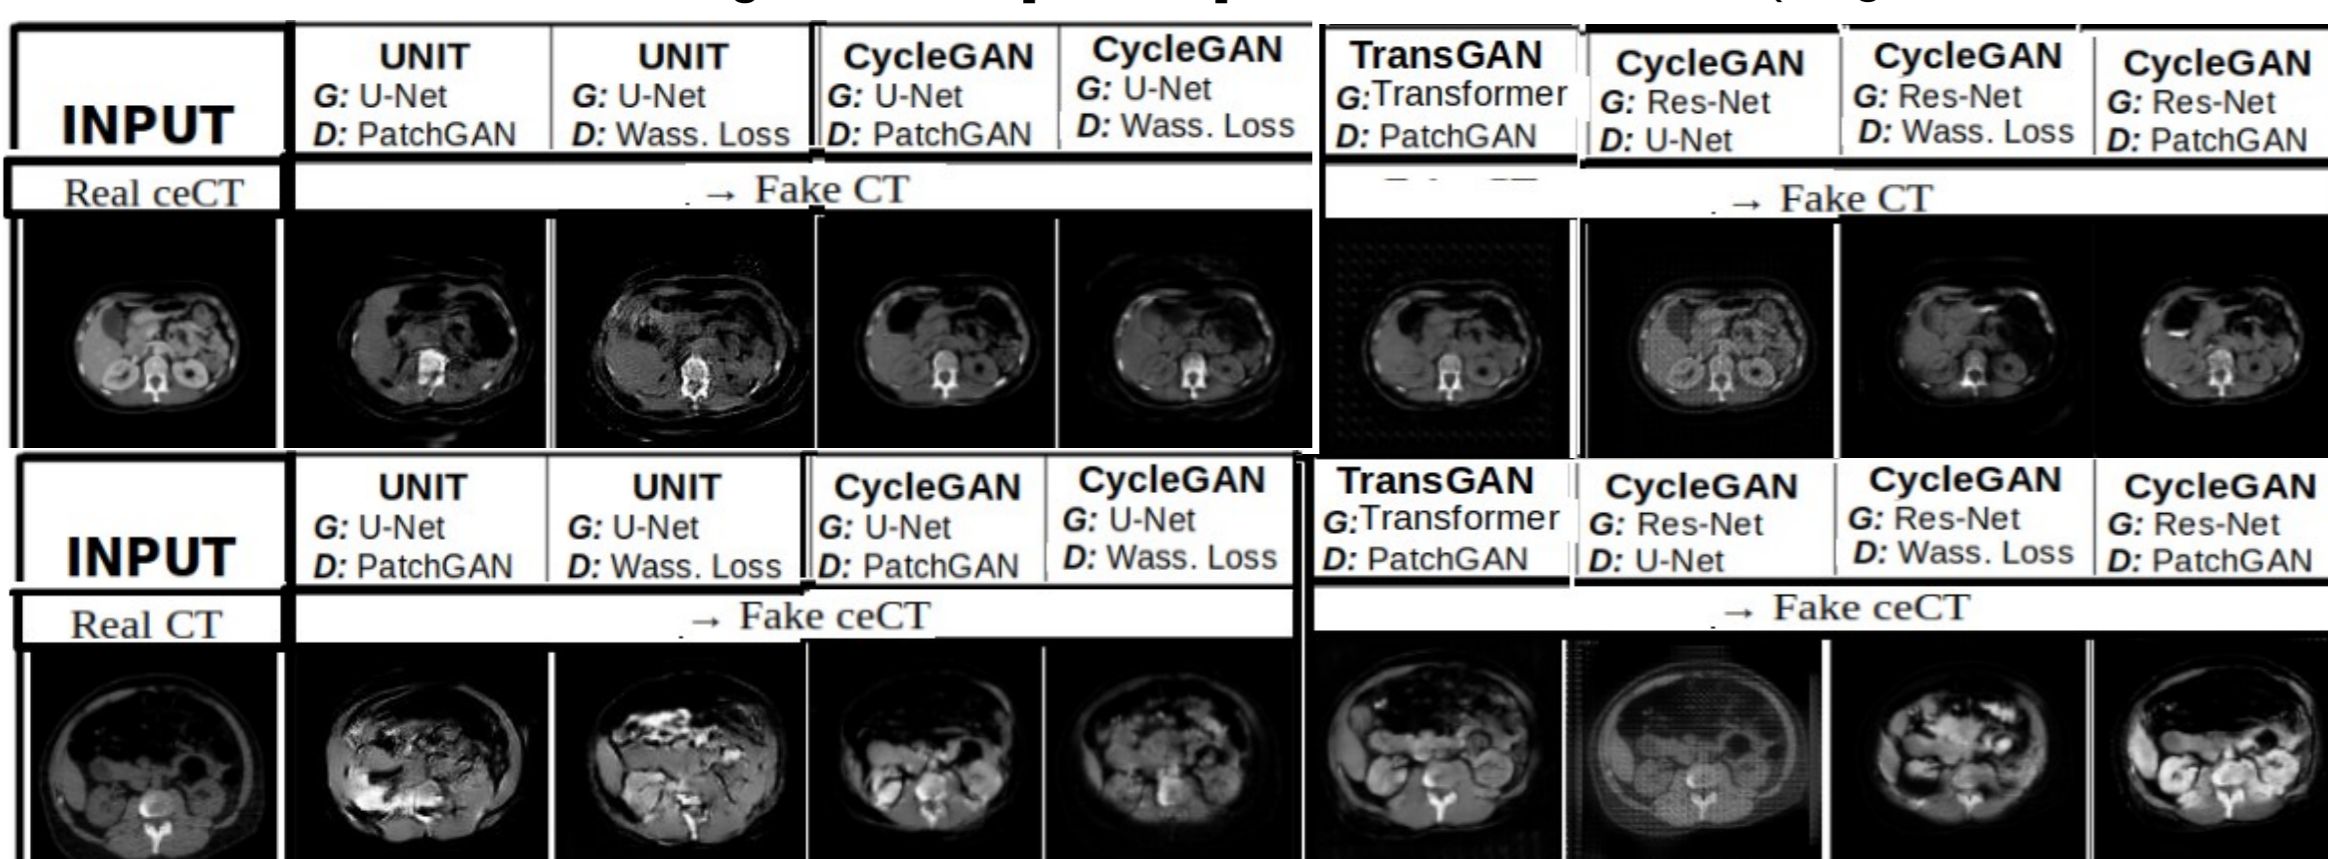 INPUT
UNIT
G: U-Net
D: PatchGAN
UNIT
G: U-Net
D: Wass. Loss
CycleGAN
G: U-Net
D: PatchGAN
CycleGAN
G: U-Net
D: Wass. Loss
TransGAN
G:Transformer
D: PatchGAN
CycleGAN
G: Res-Net
D: U-Net
CycleGAN
G: Res-Net
D: Wass. Loss
CycleGAN
G: Res-Net
D: PatchGAN
Real ceCT
→ Fake CT
→ Fake CT
INPUT
UNIT
G: U-Net
D: PatchGAN
UNIT
G: U-Net
D: Wass. Loss
CycleGAN
G: U-Net
D: PatchGAN
CycleGAN
G: U-Net
D: Wass. Loss
TransGAN
G:Transformer
D: PatchGAN
CycleGAN
G: Res-Net
D: U-Net
CycleGAN
G: Res-Net
D: Wass. Loss
CycleGAN
G: Res-Net
D: PatchGAN
Real CT
→ Fake ceCT
→ Fake ceCT